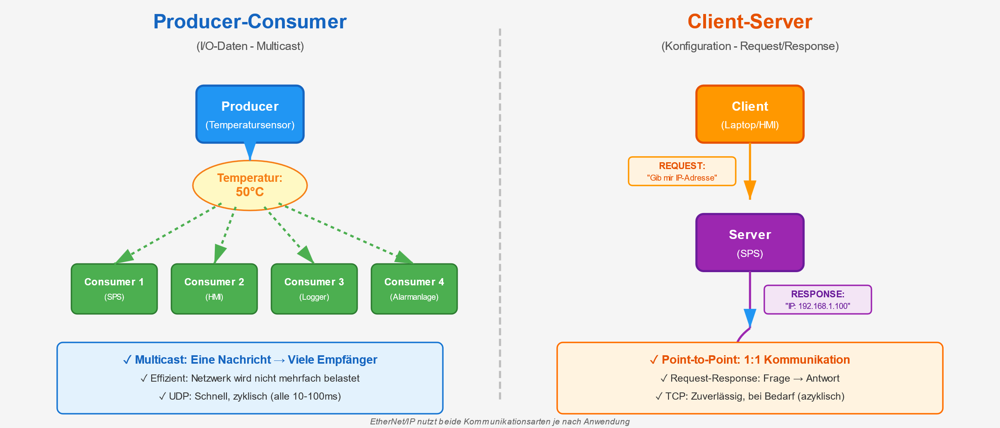 Producer-Consumer
(I/O-Daten - Multicast)
Producer
(Temperatursensor)
Temperatur:
50°C
Consumer 1
(SPS)
Consumer 2
(HMI)
Consumer 3
(Logger)
Consumer 4
(Alarmanlage)
✓ Multicast: Eine Nachricht → Viele Empfänger
✓ Effizient: Netzwerk wird nicht mehrfach belastet
✓ UDP: Schnell, zyklisch (alle 10-100ms)
Client-Server
(Konfiguration - Request/Response)
Client
(Laptop/HMI)
REQUEST:
"Gib mir IP-Adresse"
Server
(SPS)
RESPONSE:
"IP: 192.168.1.100"
✓ Point-to-Point: 1:1 Kommunikation
✓ Request-Response: Frage → Antwort
✓ TCP: Zuverlässig, bei Bedarf (azyklisch)
EtherNet/IP nutzt beide Kommunikationsarten je nach Anwendung